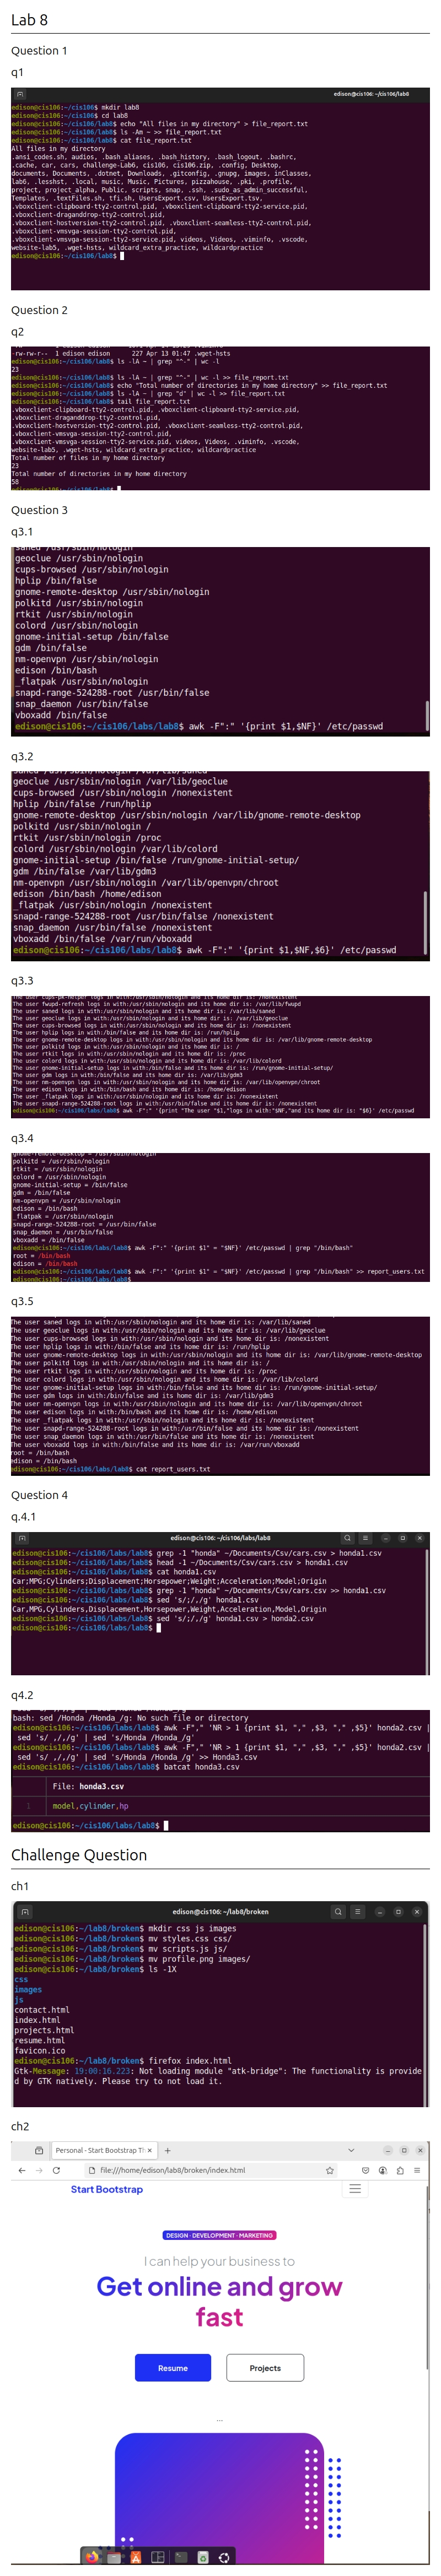 Lab 8
Question 1
q1
edison@cis106: ~/cis106/lab8
edison@cis106:~/cis106$ mkdir lab8
edison@cis106:~/cis106$ cd lab8
edison@cis106:~/cis106/lab8$ echo "All files in my directory" > file_report.txt
edison@cis106:~/cis106/lab8$ ls -Am ~ >> file_report.txt
edison@cis106:~/cis106/lab8$ cat file_report.txt
All files in my directory
.ansi_codes.sh, audios, .bash_aliases, .bash_history, .bash_logout, .bashrc,
.cache, car, cars, challenge-lab6, cis106, cis106.zip, .config, Desktop,
documents, Documents, .dotnet, Downloads, .gitconfig, .gnupg, images, inClass,
lab6, .lesshst, .local, music, Music, Pictures, pizzahouse, .pki, .profile,
project, project_alpha, Public, scripts, snap, .ssh, .sudo_as_admin_successful,
Templates, .textFiles.sh, tfi.sh, UsersExport.csv, UsersExport.tsv,
.vboxclient-clipboard-tty2-control.pid, .vboxclient-clipboard-tty2-service.pid,
.vboxclient-draganddrop-tty2-control.pid,
.vboxclient-hostversion-tty2-control.pid, .vboxclient-seamless-tty2-control.pid,
.vboxclient-vmsvga-session-tty2-control.pid,
.vboxclient-vmsvga-session-tty2-service.pid, videos, Videos, .viminfo, .vscode,
website-lab5, .wget-hsts, wildcard_extra_practice, wildcardpractice
edison@cis106:~/cis106/lab8$
Question 2
q2
-rw-rw-r-- 1 edison edison 227 Apr 13 01:47 .wget-hsts
edison@cis106:~/cis106/lab8$ ls -lA ~ | grep "^-" | wc -l
23
edison@cis106:~/cis106/lab8$ ls -lA ~ | grep "^-" | wc -l >> file_report.txt
edison@cis106:~/cis106/lab8$ echo "Total number of directories in my home directory" >> file_report.txt
edison@cis106:~/cis106/lab8$ ls -lA ~ | grep "d" | wc -l >> file_report.txt
edison@cis106:~/cis106/lab8$ tail file_report.txt
.vboxclient-clipboard-tty2-control.pid, .vboxclient-clipboard-tty2-service.pid,
.vboxclient-draganddrop-tty2-control.pid,
.vboxclient-hostversion-tty2-control.pid, .vboxclient-seamless-tty2-control.pid,
.vboxclient-vmsvga-session-tty2-control.pid,
.vboxclient-vmsvga-session-tty2-service.pid, videos, Videos, .viminfo, .vscode,
website-lab5, .wget-hsts, wildcard_extra_practice, wildcardpractice
Total number of files in my home directory
23
Total number of directories in my home directory
58
edison@cis106:~/cis106/lab8$
Question 3
q3.1
saned /usr/sbin/nologin
geoclue /usr/sbin/nologin
cups-browsed /usr/sbin/nologin
hplip /bin/false
gnome-remote-desktop /usr/sbin/nologin
polkitd /usr/sbin/nologin
rtkit /usr/sbin/nologin
colord /usr/sbin/nologin
gnome-initial-setup /bin/false
gdm /bin/false
nm-openvpn /usr/sbin/nologin
edison /bin/bash
_flatpak /usr/sbin/nologin
snapd-range-524288-root /usr/bin/false
snap_daemon /usr/bin/false
vboxadd /bin/false
edison@cis106:~/cis106/labs/lab8$ awk -F":" '{print $1,$NF}' /etc/passwd
q3.2
geoclue /usr/sbin/nologin /var/lib/geoclue
cups-browsed /usr/sbin/nologin /nonexistent
hplip /bin/false /run/hplip
gnome-remote-desktop /usr/sbin/nologin /var/lib/gnome-remote-desktop
polkitd /usr/sbin/nologin /
rtkit /usr/sbin/nologin /proc
colord /usr/sbin/nologin /var/lib/colord
gnome-initial-setup /bin/false /run/gnome-initial-setup/
gdm /bin/false /var/lib/gdm3
nm-openvpn /usr/sbin/nologin /var/lib/openvpn/chroot
edison /bin/bash /home/edison
_flatpak /usr/sbin/nologin /nonexistent
snapd-range-524288-root /usr/bin/false /nonexistent
snap_daemon /usr/bin/false /nonexistent
vboxadd /bin/false /var/run/vboxadd
edison@cis106:~/cis106/labs/lab8$ awk -F":" '{print $1,$NF,$6}' /etc/passwd
q3.3
The user cups-pk-helper logs in with:/usr/sbin/nologin and its home dir is: /nonexistent
The user fwupd-refresh logs in with:/usr/sbin/nologin and its home dir is: /var/lib/fwupd
The user saned logs in with:/usr/sbin/nologin and its home dir is: /var/lib/saned
The user geoclue logs in with:/usr/sbin/nologin and its home dir is: /var/lib/geoclue
The user cups-browsed logs in with:/usr/sbin/nologin and its home dir is: /nonexistent
The user hplip logs in with:/bin/false and its home dir is: /run/hplip
The user gnome-remote-desktop logs in with:/usr/sbin/nologin and its home dir is: /var/lib/gnome-remote-desktop
The user polkitd logs in with:/usr/sbin/nologin and its home dir is: /
The user rtkit logs in with:/usr/sbin/nologin and its home dir is: /proc
The user colord logs in with:/usr/sbin/nologin and its home dir is: /var/lib/colord
The user gnome-initial-setup logs in with:/bin/false and its home dir is: /run/gnome-initial-setup/
The user gdm logs in with:/bin/false and its home dir is: /var/lib/gdm3
The user nm-openvpn logs in with:/usr/sbin/nologin and its home dir is: /var/lib/openvpn/chroot
The user edison logs in with:/bin/bash and its home dir is: /home/edison
The user _flatpak logs in with:/usr/sbin/nologin and its home dir is: /nonexistent
The user snapd-range-524288-root logs in with:/usr/bin/false and its home dir is: /nonexistent
edison@cis106:~/cis106/labs/lab8$ awk -F":" '{print "The user "$1,"logs in with:"$NF,"and its home dir is: "$6}' /etc/passwd
q3.4
gnome-remote-desktop = /usr/sbin/nologin
polkitd = /usr/sbin/nologin
rtkit = /usr/sbin/nologin
colord = /usr/sbin/nologin
gnome-initial-setup = /bin/false
gdm = /bin/false
nm-openvpn = /usr/sbin/nologin
edison = /bin/bash
_flatpak = /usr/sbin/nologin
snapd-range-524288-root = /usr/bin/false
snap_daemon = /usr/bin/false
vboxadd = /bin/false
edison@cis106:~/cis106/labs/lab8$ awk -F":" '{print $1" = "$NF}' /etc/passwd | grep "/bin/bash"
root = /bin/bash
edison = /bin/bash
edison@cis106:~/cis106/labs/lab8$ awk -F":" '{print $1" = "$NF}' /etc/passwd | grep "/bin/bash" >> report_users.txt
edison@cis106:~/cis106/labs/lab8$
q3.5
The user saned logs in with:/usr/sbin/nologin and its home dir is: /var/lib/saned
The user geoclue logs in with:/usr/sbin/nologin and its home dir is: /var/lib/geoclue
The user cups-browsed logs in with:/usr/sbin/nologin and its home dir is: /nonexistent
The user hplip logs in with:/bin/false and its home dir is: /run/hplip
The user gnome-remote-desktop logs in with:/usr/sbin/nologin and its home dir is: /var/lib/gnome-remote-desktop
The user polkitd logs in with:/usr/sbin/nologin and its home dir is: /
The user rtkit logs in with:/usr/sbin/nologin and its home dir is: /proc
The user colord logs in with:/usr/sbin/nologin and its home dir is: /var/lib/colord
The user gnome-initial-setup logs in with:/bin/false and its home dir is: /run/gnome-initial-setup/
The user gdm logs in with:/bin/false and its home dir is: /var/lib/gdm3
The user nm-openvpn logs in with:/usr/sbin/nologin and its home dir is: /var/lib/openvpn/chroot
The user edison logs in with:/bin/bash and its home dir is: /home/edison
The user _flatpak logs in with:/usr/sbin/nologin and its home dir is: /nonexistent
The user snapd-range-524288-root logs in with:/usr/bin/false and its home dir is: /nonexistent
The user snap_daemon logs in with:/usr/bin/false and its home dir is: /nonexistent
The user vboxadd logs in with:/bin/false and its home dir is: /var/run/vboxadd
root = /bin/bash
edison = /bin/bash
edison@cis106:~/cis106/labs/lab8$ cat report_users.txt
Question 4
q.4.1
edison@cis106: ~/cis106/labs/lab8
edison@cis106:~/cis106/labs/lab8$ grep -1 "honda" ~/Documents/Csv/cars.csv > honda1.csv
edison@cis106:~/cis106/labs/lab8$ head -1 ~/Documents/Csv/cars.csv > honda1.csv
edison@cis106:~/cis106/labs/lab8$ cat honda1.csv
Car;MPG;Cylinders;Displacement;Horsepower;Weight;Acceleration;Model;Origin
edison@cis106:~/cis106/labs/lab8$ grep -1 "honda" ~/Documents/Csv/cars.csv >> honda1.csv
edison@cis106:~/cis106/labs/lab8$ sed 's/;/,/g' honda1.csv
Car,MPG,Cylinders,Displacement,Horsepower,Weight,Acceleration,Model,Origin
edison@cis106:~/cis106/labs/lab8$ sed 's/;/,/g' honda1.csv > honda2.csv
edison@cis106:~/cis106/labs/lab8$
q4.2
bash: sed /Honda /Honda_/g: No such file or directory
edison@cis106:~/cis106/labs/lab8$ awk -F"," 'NR > 1 {print $1, "," ,$3, "," ,$5}' honda2.csv |
sed 's/ ,/,/g' | sed 's/Honda /Honda_/g'
edison@cis106:~/cis106/labs/lab8$ awk -F"," 'NR > 1 {print $1, "," ,$3, "," ,$5}' honda2.csv |
sed 's/ ,/,/g' | sed 's/Honda /Honda_/g' >> Honda3.csv
edison@cis106:~/cis106/labs/lab8$ batcat honda3.csv
File: honda3.csv
1 model,cylinder,hp
edison@cis106:~/cis106/labs/lab8$
Challenge Question
ch1
edison@cis106: ~/lab8/broken
edison@cis106:~/lab8/broken$ mkdir css js images
edison@cis106:~/lab8/broken$ mv styles.css css/
edison@cis106:~/lab8/broken$ mv scripts.js js/
edison@cis106:~/lab8/broken$ mv profile.png images/
edison@cis106:~/lab8/broken$ ls -1X
css
images
js
contact.html
index.html
projects.html
resume.html
favicon.ico
edison@cis106:~/lab8/broken$ firefox index.html
Gtk-Message: 19:00:16.223: Not loading module "atk-bridge": The functionality is provide
d by GTK natively. Please try to not load it.
ch2
Personal - Start Bootstrap Th
file:///home/edison/lab8/broken/index.html
Start Bootstrap
DESIGN · DEVELOPMENT · MARKETING
I can help your business to
Get online and grow
fast
Resume
Projects
...